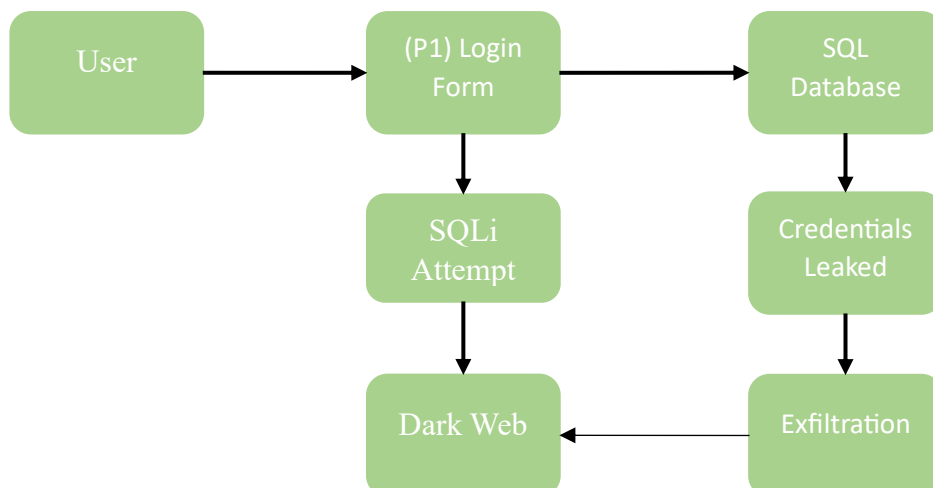 User
(P1) Login
Form
SQL
Database
SQLi
Attempt
Credentials
Leaked
Dark Web
Exfiltration